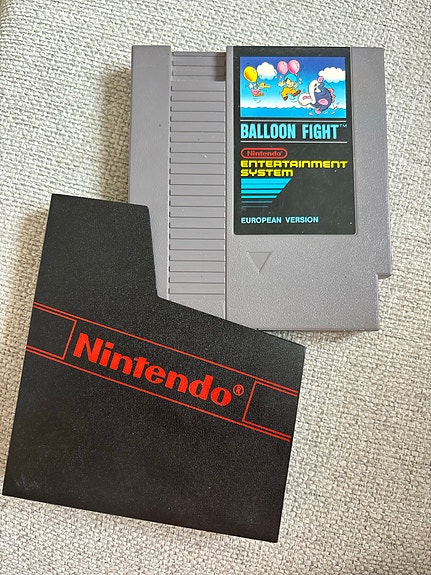 BALLOON FIGHT™
Nintendo®
ENTERTAINMENT
SYSTEM
EUROPEAN VERSION
Nintendo®